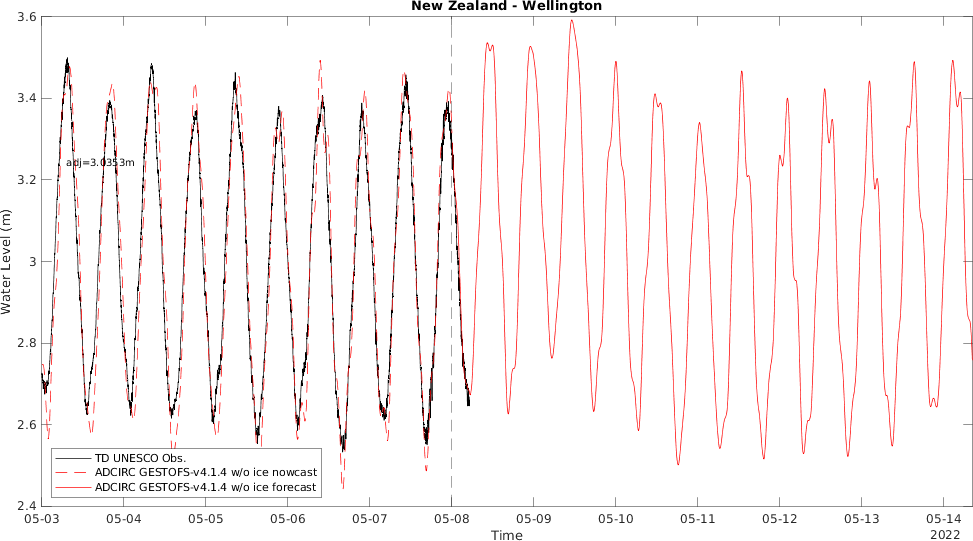 New Zealand - Wellington
3.6
3.4
3.2
3
2.8
2.6
2.4
Water Level (m)
adj=3.0353m
TD UNESCO Obs.
ADCIRC GESTOFS-v4.1.4 w/o ice nowcast
ADCIRC GESTOFS-v4.1.4 w/o ice forecast
05-03 05-04 05-05 05-06 05-07 05-08 05-09 05-10 05-11 05-12 05-13 05-14
Time
2022